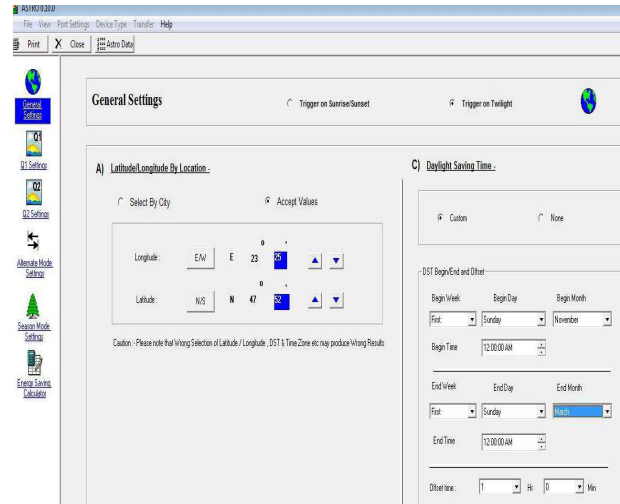 ASTRO 0.10.0
File View Port Settings Device Type Transfer Help
Print Close Astro Data
General Settings
Q1
Q1 Settings
Q2
Q2 Settings
Alternate Mode Settings
Season Mode Settings
Energy Saving Calculator
General Settings Trigger on Sunrise/Sunset Trigger on Twilight
A) Latitude/Longitude By Location -
Select By City Accept Values
Longitude : E/W E 23 25
Latitude : N/S N 47 52
Caution :- Please note that Wrong Selection of Latitude / Longitude , DST & Time Zone etc may produce Wrong Results
C) Daylight Saving Time -
Custom None
DST Begin/End and Offset
Begin Week Begin Day Begin Month
First Sunday November
Begin Time 12:00:00 AM
End Week End Day End Month
First Sunday March
End Time 12:00:00 AM
Offset time : 1 Hr 0 Min